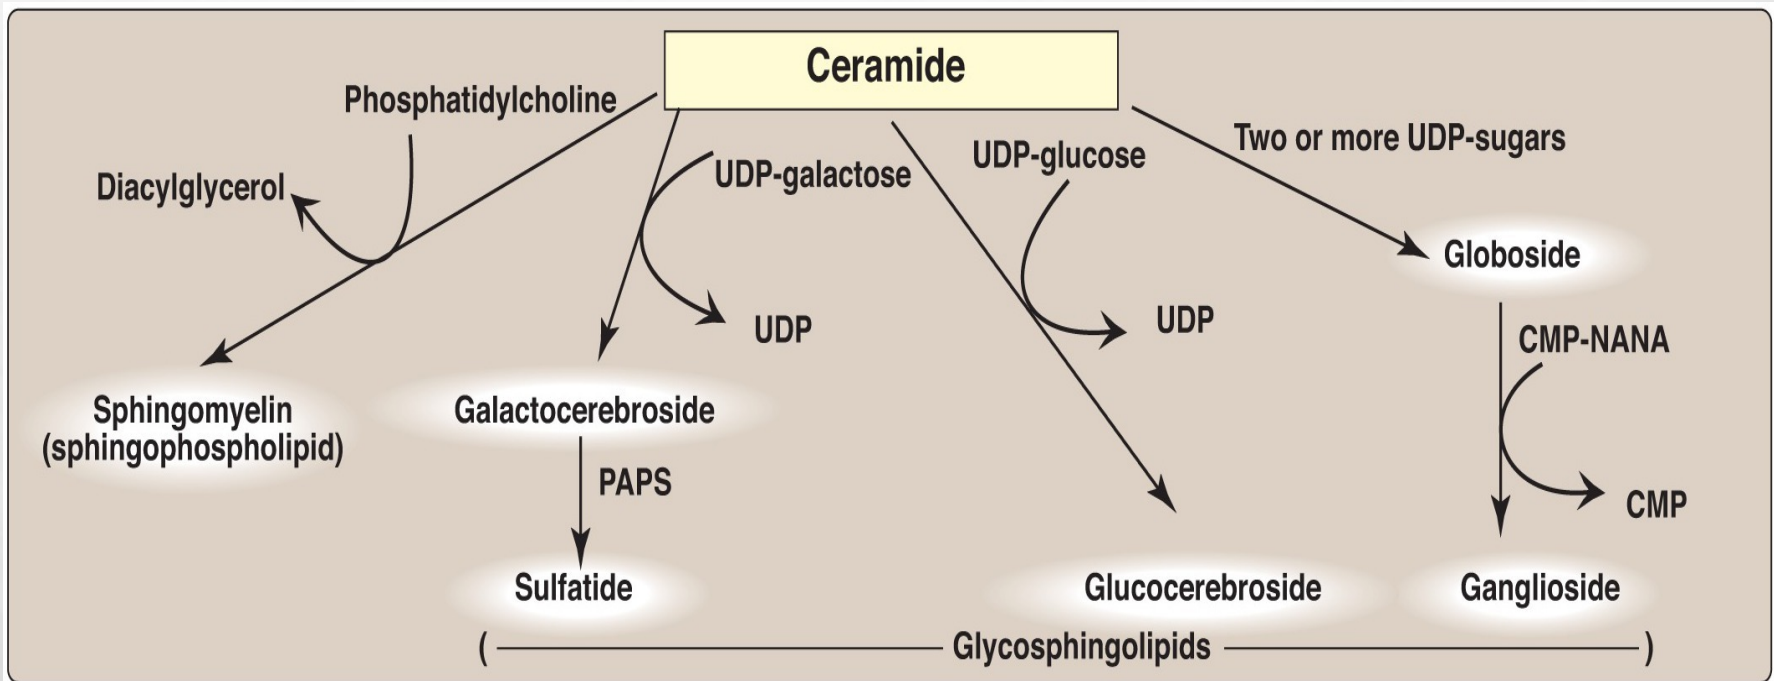 Ceramide
Phosphatidylcholine
Two or more UDP-sugars
UDP-glucose
UDP-galactose
Diacylglycerol
Globoside
UDP
UDP
CMP-NANA
Sphingomyelin
(sphingophospholipid)
Galactocerebroside
PAPS
CMP
Sulfatide
Glucocerebroside
Ganglioside
( Glycosphingolipids )